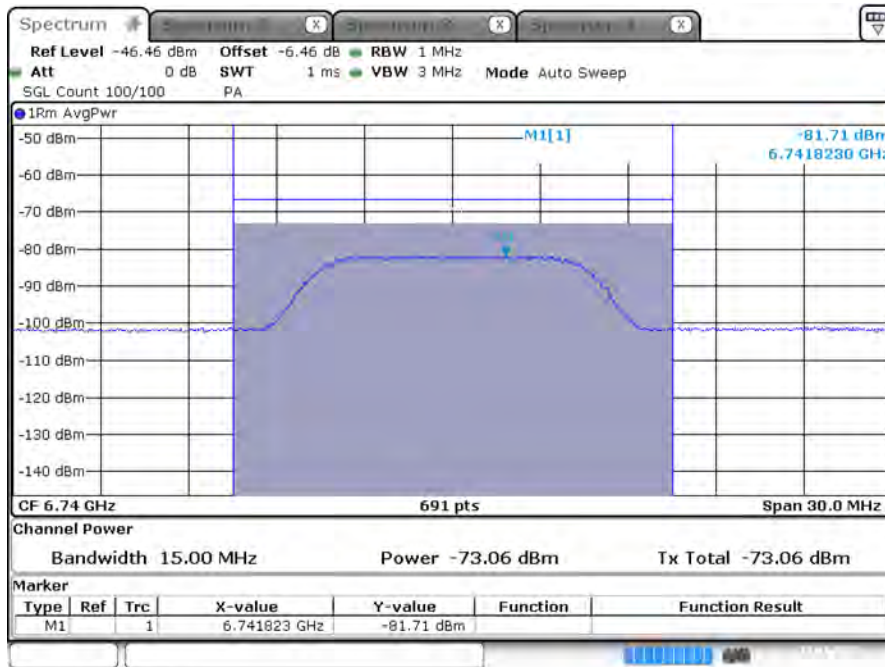 Spectrum X X X
Ref Level -46.46 dBm Offset -6.46 dB RBW 1 MHz
Att 0 dB SWT 1 ms VBW 3 MHz Mode Auto Sweep
SGL Count 100/100 PA
1Rm AvgPwr
M1[1] -81.71 dBm
6.7418230 GHz
-50 dBm
-60 dBm
-70 dBm
-80 dBm
-90 dBm
-100 dBm
-110 dBm
-120 dBm
-130 dBm
-140 dBm
CF 6.74 GHz 691 pts Span 30.0 MHz
Channel Power
Bandwidth 15.00 MHz Power -73.06 dBm Tx Total -73.06 dBm
Marker
Type Ref Trc X-value Y-value Function Function Result
M1 1 6.741823 GHz -81.71 dBm